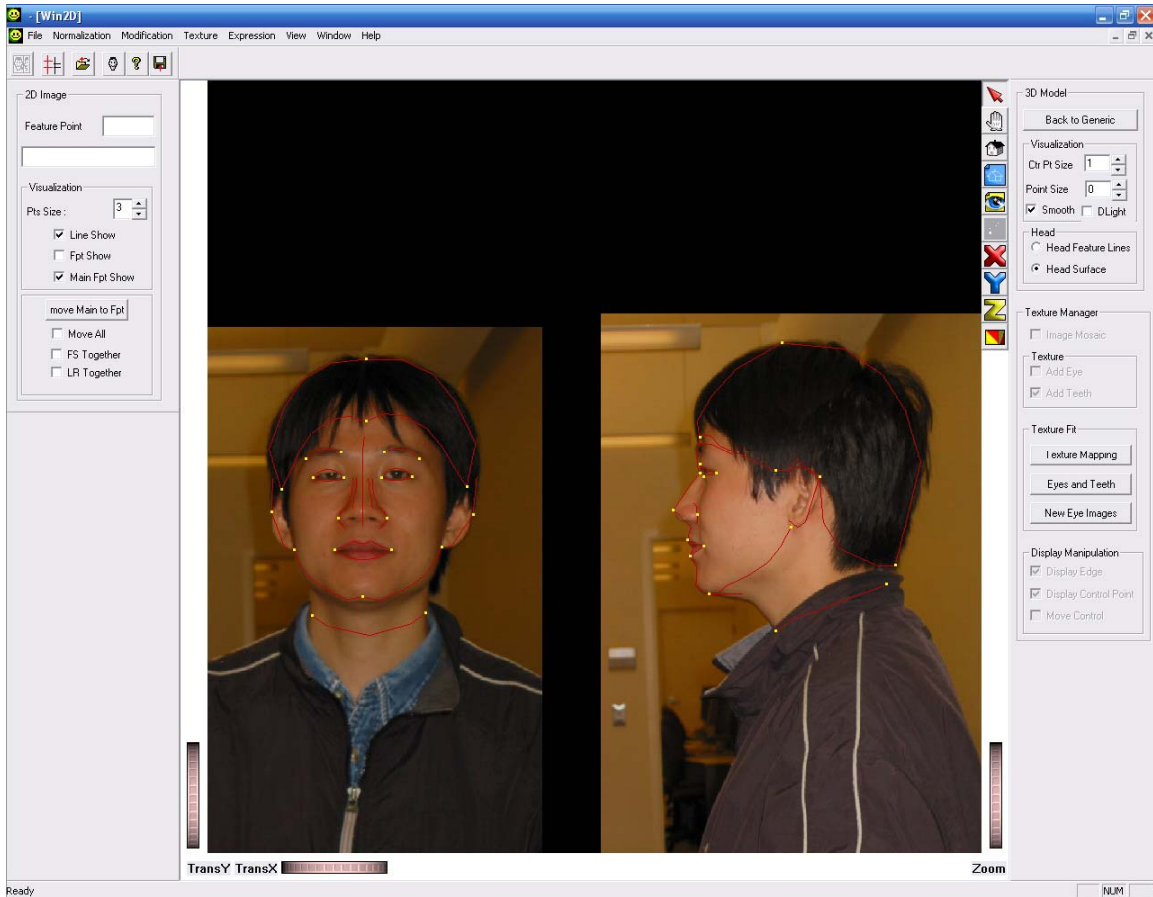 - [Win2D]
File Normalization Modification Texture Expression View Window Help
2D Image
Feature Point
Visualization
Pts Size : 3
Line Show
Fpt Show
Main Fpt Show
move Main to Fpt
Move All
FS Together
LR Together
TransY TransX
Zoom
X
Y
Z
3D Model
Back to Generic
Visualization
Ctr Pt Size 1
Point Size 0
Smooth DLight
Head
Head Feature Lines
Head Surface
Texture Manager
Image Mosaic
Texture
Add Eye
Add Teeth
Texture Fit
Texture Mapping
Eyes and Teeth
New Eye Images
Display Manipulation
Display Edge
Display Control Point
Move Control
Ready
NUM